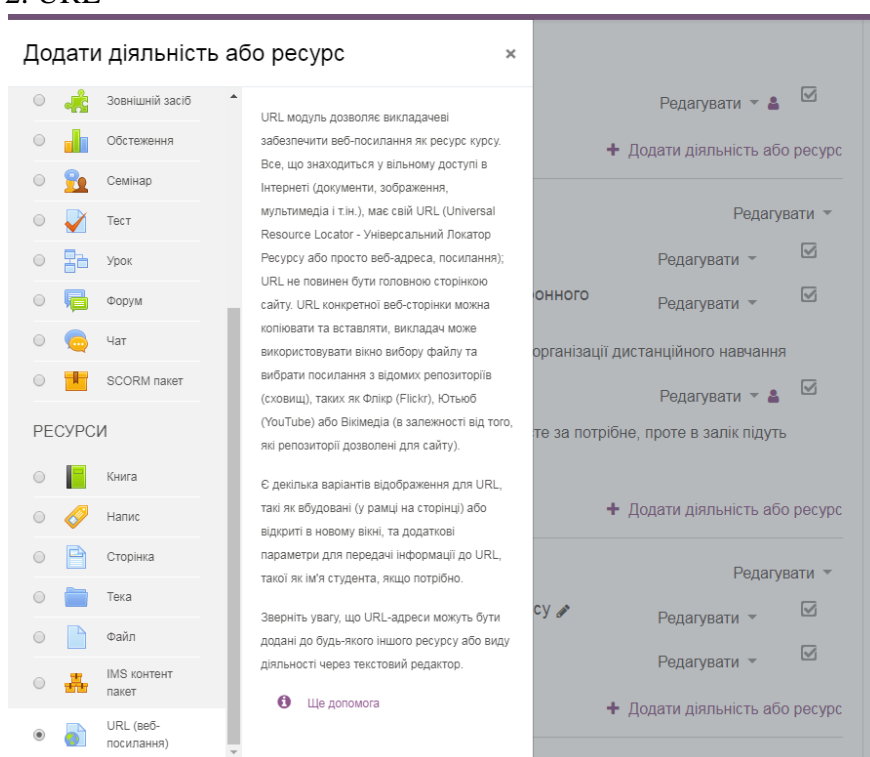 2. URL
Додати діяльність або ресурс ×
Зовнішній засіб
Обстеження
Семінар
Тест
Урок
Форум
Чат
SCORM пакет
РЕСУРСИ
Книга
Напис
Сторінка
Тека
Файл
IMS контент
пакет
URL (веб-
посилання)
URL модуль дозволяє викладачеві
забезпечити веб-посилання як ресурс курсу.
Все, що знаходиться у вільному доступі в
Інтернеті (документи, зображення,
мультимедіа і т.ін.), має свій URL (Universal
Resource Locator - Універсальний Локатор
Ресурсу або просто веб-адреса, посилання);
URL не повинен бути головною сторінкою
сайту. URL конкретної веб-сторінки можна
копіювати та вставляти, викладач може
використовувати вікно вибору файлу та
вибрати посилання з відомих репозиторіїв
(сховищ), таких як Флікр (Flickr), Ютьюб
(YouTube) або Вікімедіа (в залежності від того,
які репозиторії дозволені для сайту).
Є декілька варіантів відображення для URL,
такі як вбудовані (у рамці на сторінці) або
відкриті в новому вікні, та додаткові
параметри для передачі інформації до URL,
такої як ім'я студента, якщо потрібно.
Зверніть увагу, що URL-адреси можуть бути
додані до будь-якого іншого ресурсу або виду
діяльності через текстовий редактор.
Ще допомога
Редагувати
+ Додати діяльність або ресурс
Редагувати
Редагувати
онного
Редагувати
організації дистанційного навчання
Редагувати
те за потрібне, проте в залік підуть
+ Додати діяльність або ресурс
Редагувати
су
Редагувати
Редагувати
+ Додати діяльність або ресурс